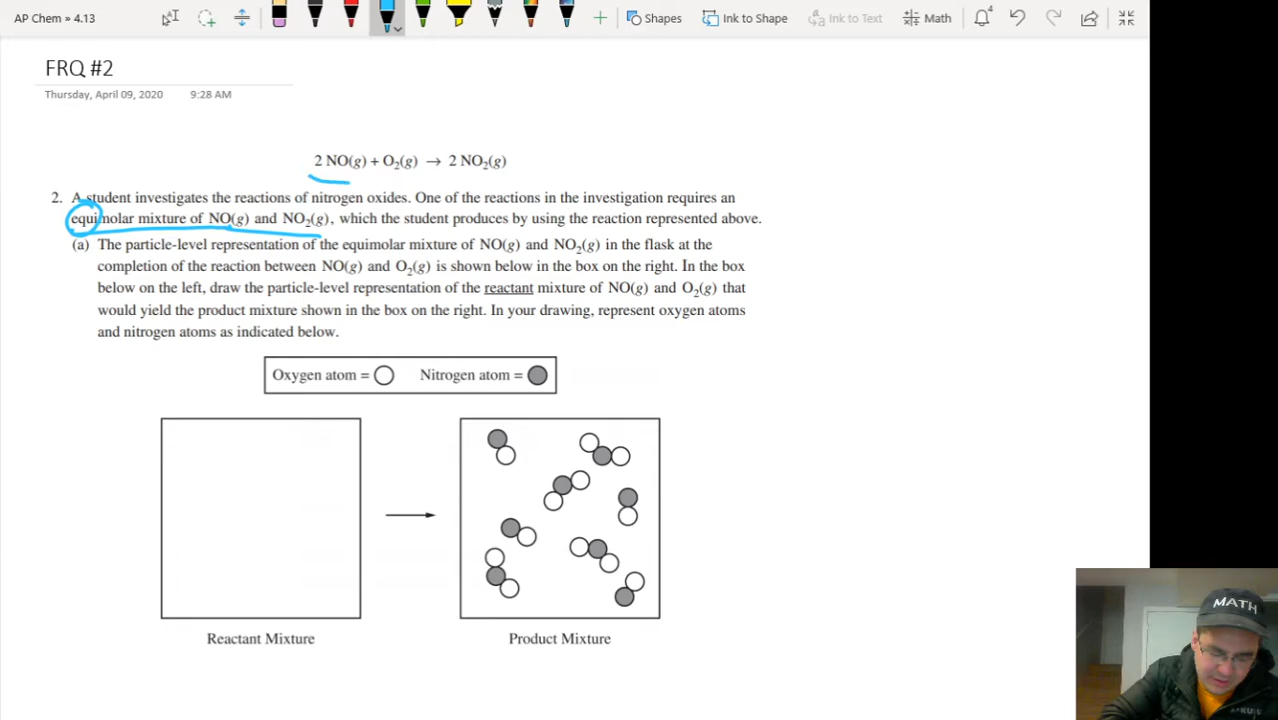 AP Chem » 4.13
Shapes
Ink to Shape
Ink to Text
Math
4
FRQ #2
Thursday, April 09, 2020 9:28 AM
2 NO(g) + O₂(g) → 2 NO₂(g)
2. A student investigates the reactions of nitrogen oxides. One of the reactions in the investigation requires an
equimolar mixture of NO(g) and NO₂(g), which the student produces by using the reaction represented above.
(a) The particle-level representation of the equimolar mixture of NO(g) and NO₂(g) in the flask at the
completion of the reaction between NO(g) and O₂(g) is shown below in the box on the right. In the box
below on the left, draw the particle-level representation of the reactant mixture of NO(g) and O₂(g) that
would yield the product mixture shown in the box on the right. In your drawing, represent oxygen atoms
and nitrogen atoms as indicated below.
Oxygen atom = Nitrogen atom =
Reactant Mixture Product Mixture
MATH